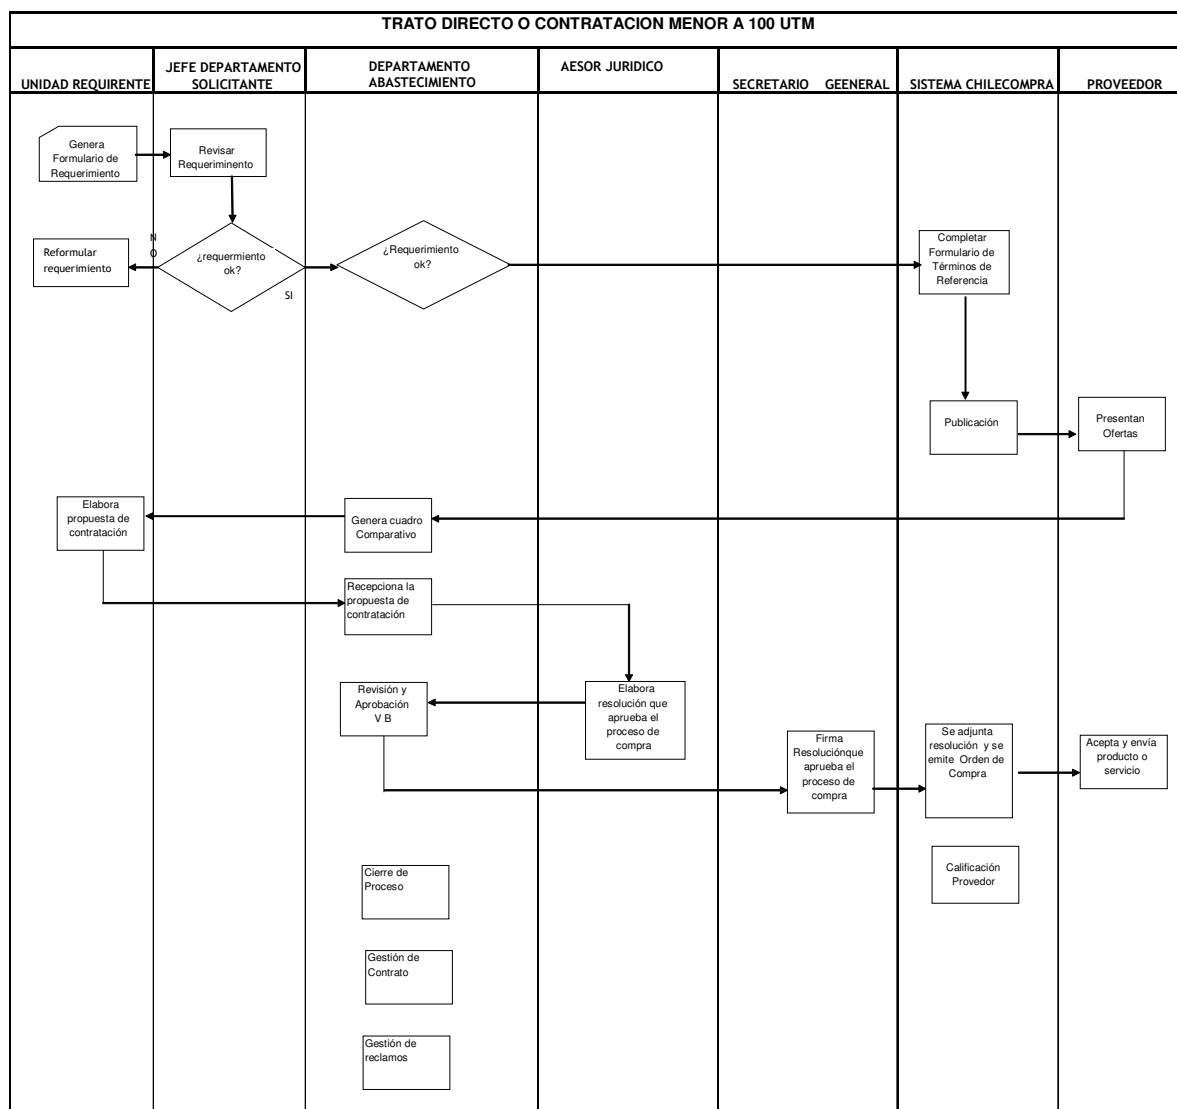 TRATO DIRECTO O CONTRATACION MENOR A 100 UTM
UNIDAD REQUIRENTE
JEFE DEPARTAMENTO
SOLICITANTE
DEPARTAMENTO
ABASTECIMIENTO
AESOR JURIDICO
SECRETARIO GEENERAL
SISTEMA CHILECOMPRA
PROVEEDOR
Genera
Formulario de
Requerimiento
Revisar
Requeriminento
Reformular
requerimiento
N
O
¿requermiento
ok?
SI
¿Requerimiento
ok?
Completar
Formulario de
Términos de
Referencia
Publicación
Presentan
Ofertas
Elabora
propuesta de
contratación
Genera cuadro
Comparativo
Recepciona la
propuesta de
contratación
Revisión y
Aprobación
V B
Elabora
resolución que
aprueba el
proceso de
compra
Firma
Resoluciónque
aprueba el
proceso de
compra
Se adjunta
resolución y se
emite Orden de
Compra
Acepta y envía
producto o
servicio
Calificación
Provedor
Cierre de
Proceso
Gestión de
Contrato
Gestión de
reclamos